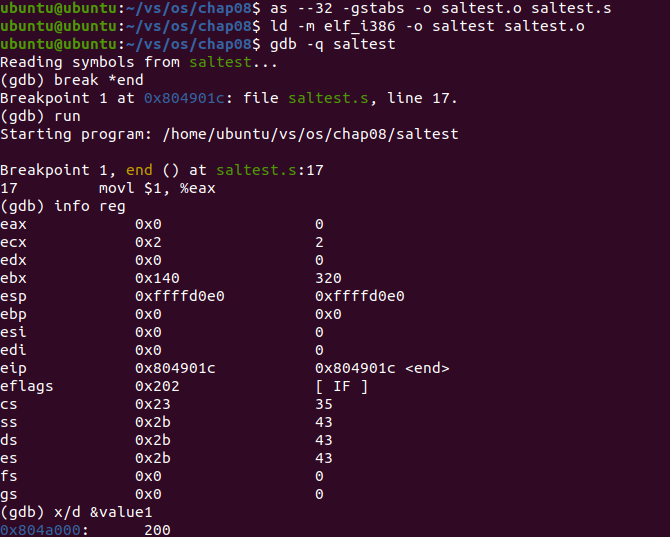 ubuntu@ubuntu:~/vs/os/chap08$ as --32 -gstabs -o saltest.o saltest.s
ubuntu@ubuntu:~/vs/os/chap08$ ld -m elf_i386 -o saltest saltest.o
ubuntu@ubuntu:~/vs/os/chap08$ gdb -q saltest
Reading symbols from saltest...
(gdb) break *end
Breakpoint 1 at 0x804901c: file saltest.s, line 17.
(gdb) run
Starting program: /home/ubuntu/vs/os/chap08/saltest

Breakpoint 1, end () at saltest.s:17
17          movl $1, %eax
(gdb) info reg
eax            0x0                 0
ecx            0x2                 2
edx            0x0                 0
ebx            0x140               320
esp            0xffffd0e0          0xffffd0e0
ebp            0x0                 0x0
esi            0x0                 0
edi            0x0                 0
eip            0x804901c           0x804901c <end>
eflags         0x202               [ IF ]
cs             0x23                35
ss             0x2b                43
ds             0x2b                43
es             0x2b                43
fs             0x0                 0
gs             0x0                 0
(gdb) x/d &value1
0x804a000:      200